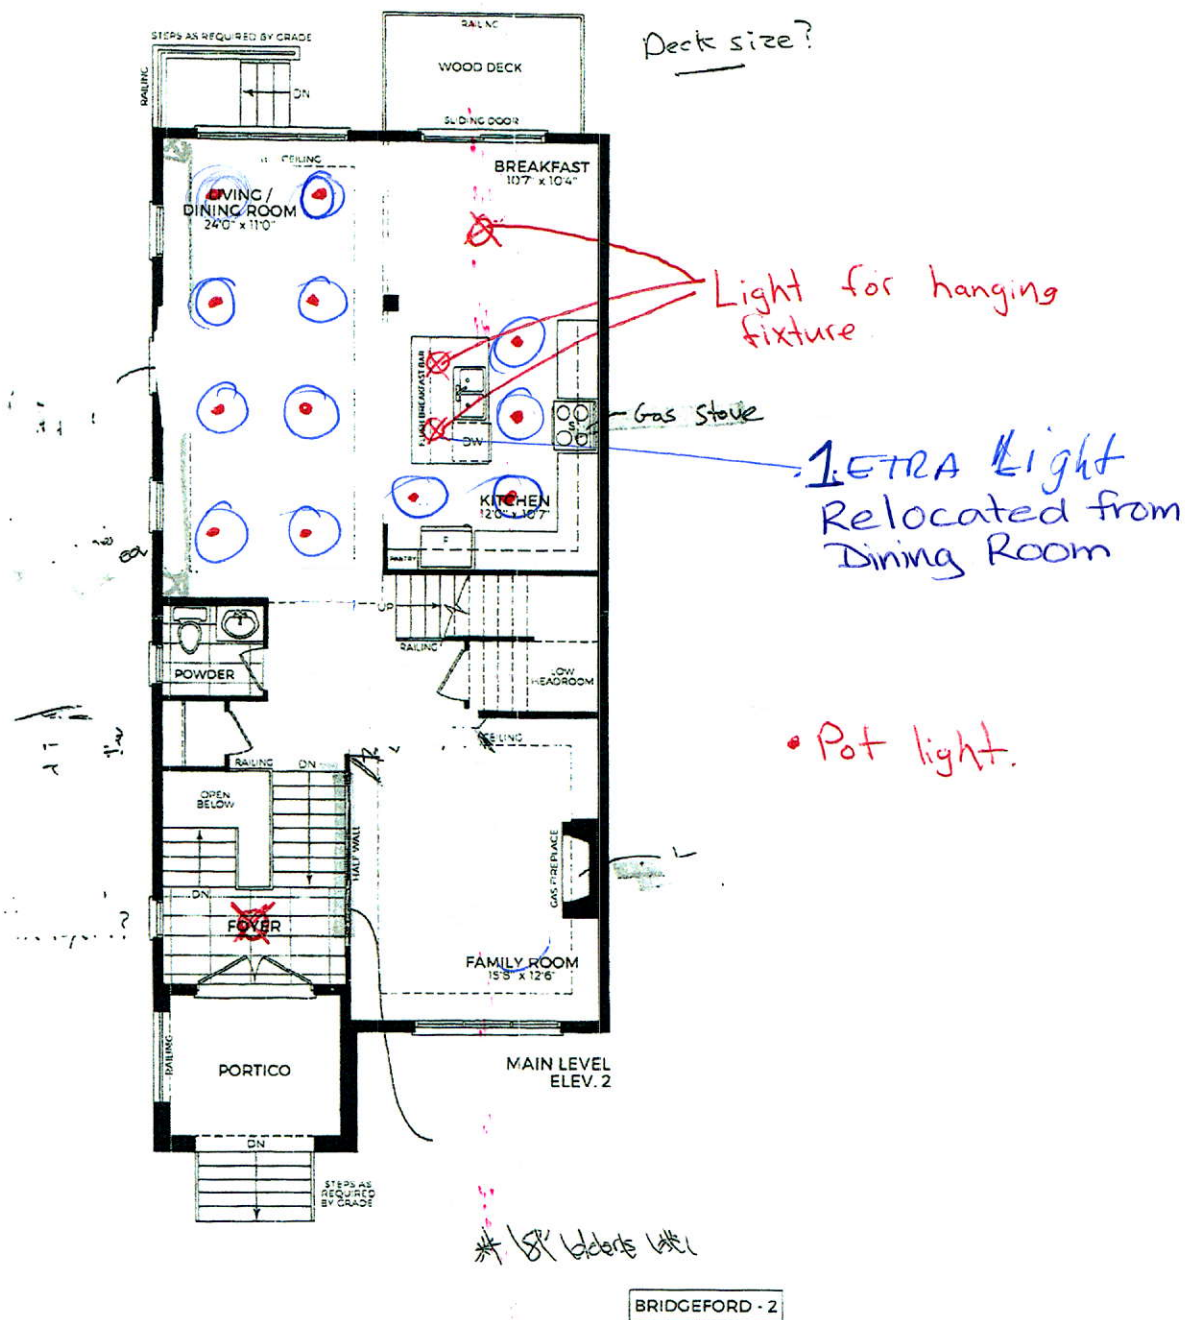 RAILING
Deck size?
STEPS AS REQUIRED BY GRADE
WOOD DECK
RAILING
DN
SLIDING DOOR
CEILING
BREAKFAST
10'7" x 10'4"
LIVING /
DINING ROOM
24'0" x 11'0"
Light for hanging
fixture
FLUSH BREAKFAST BAR
Gas Stove
DW
1 ETRA Light
Relocated from
Dining Room
KITCHEN
12'0" x 10'7"
F
PANTRY
UP
RAILING
POWDER
LOW
HEADROOM
CEILING
• Pot light.
RAILING
DN
OPEN
BELOW
HALF WALL
GAS FIREPLACE
DN
FOYER
FAMILY ROOM
15'8" x 12'6"
RAILING
PORTICO
MAIN LEVEL
ELEV. 2
DN
STEPS AS
REQUIRED
BY GRADE
BRIDGEFORD - 2